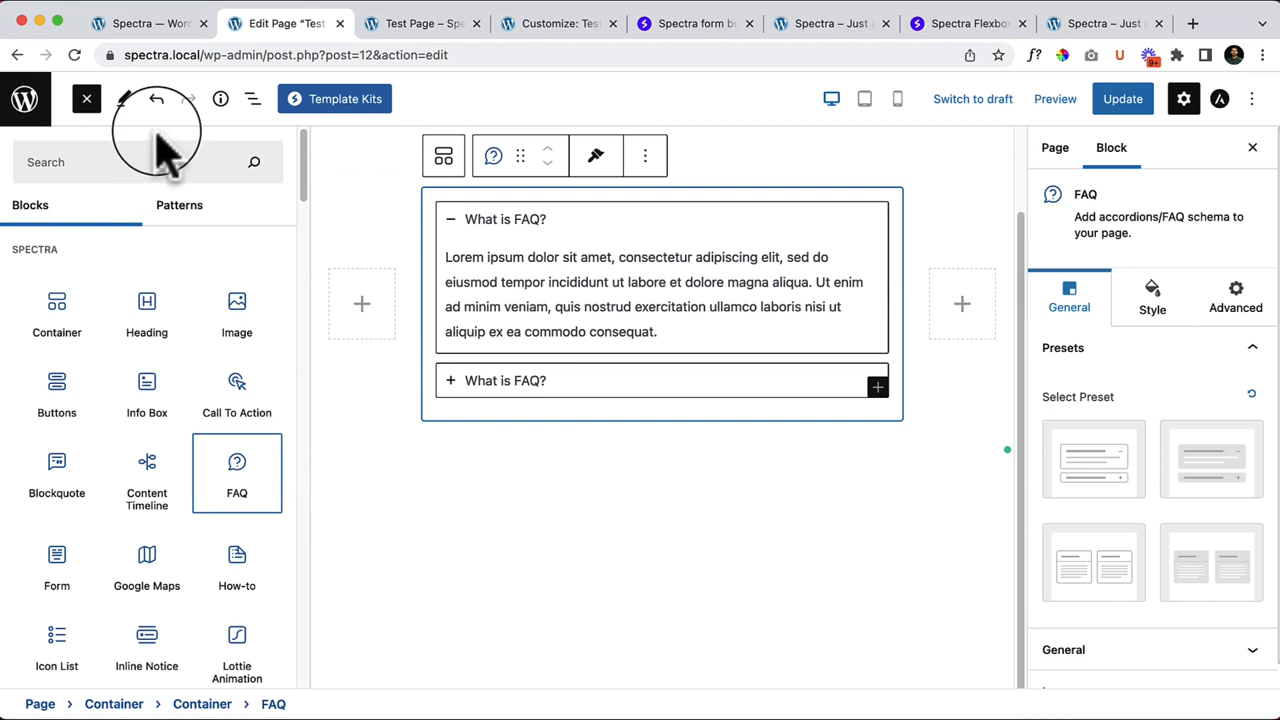 Spectra — Wor
Edit Page “Test
Test Page – Spe
Customize: Tes
Spectra form bu
Spectra – Just a
Spectra Flexbo
Spectra – Just a
spectra.local/wp-admin/post.php?post=12&action=edit
9+
Template Kits
Switch to draft
Preview
Update
Search
Blocks
Patterns
SPECTRA
Container
Heading
Image
Buttons
Info Box
Call To Action
Blockquote
Content
Timeline
FAQ
Form
Google Maps
How-to
Icon List
Inline Notice
Lottie
Animation
What is FAQ?
Lorem ipsum dolor sit amet, consectetur adipiscing elit, sed do
eiusmod tempor incididunt ut labore et dolore magna aliqua. Ut enim
ad minim veniam, quis nostrud exercitation ullamco laboris nisi ut
aliquip ex ea commodo consequat.
What is FAQ?
Page
Block
FAQ
Add accordions/FAQ schema to
your page.
General
Style
Advanced
Presets
Select Preset
General
Page > Container > Container > FAQ